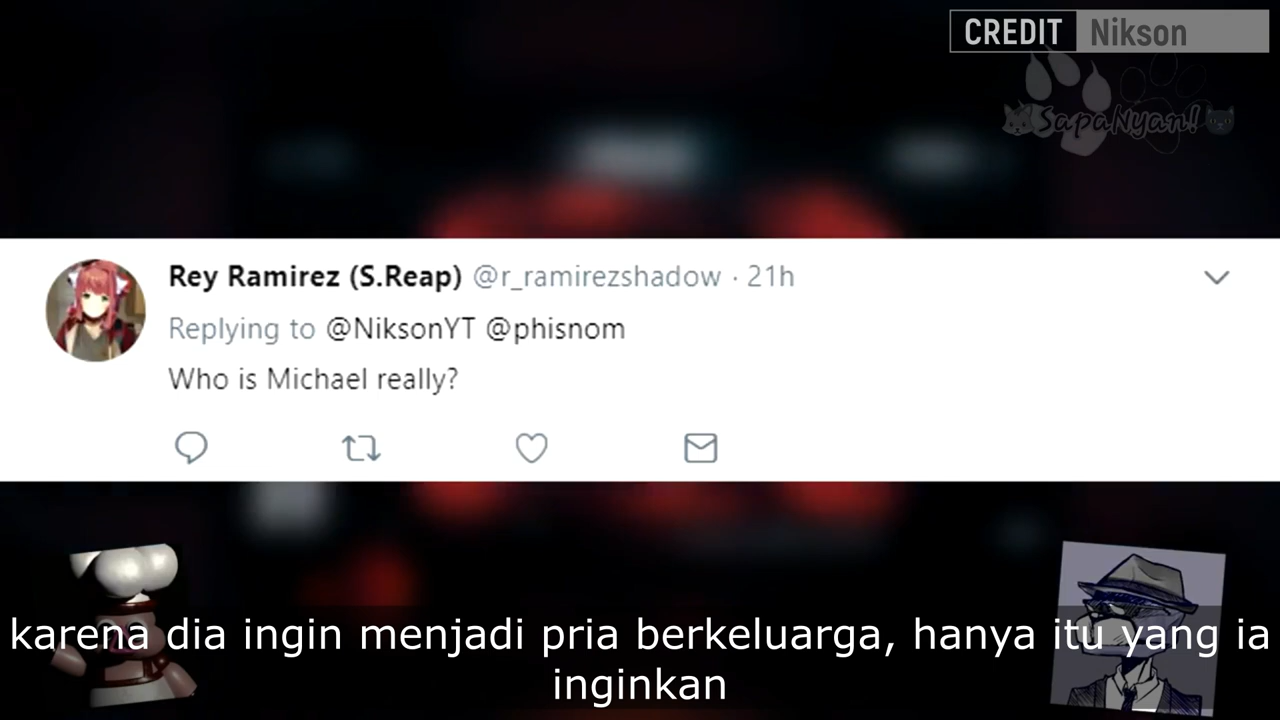 CREDIT Nikson
SapaNyan!
Rey Ramirez (S.Reap) @r_ramirezshadow · 21h
Replying to @NiksonYT @phisnom
Who is Michael really?
karena dia ingin menjadi pria berkeluarga, hanya itu yang ia
inginkan